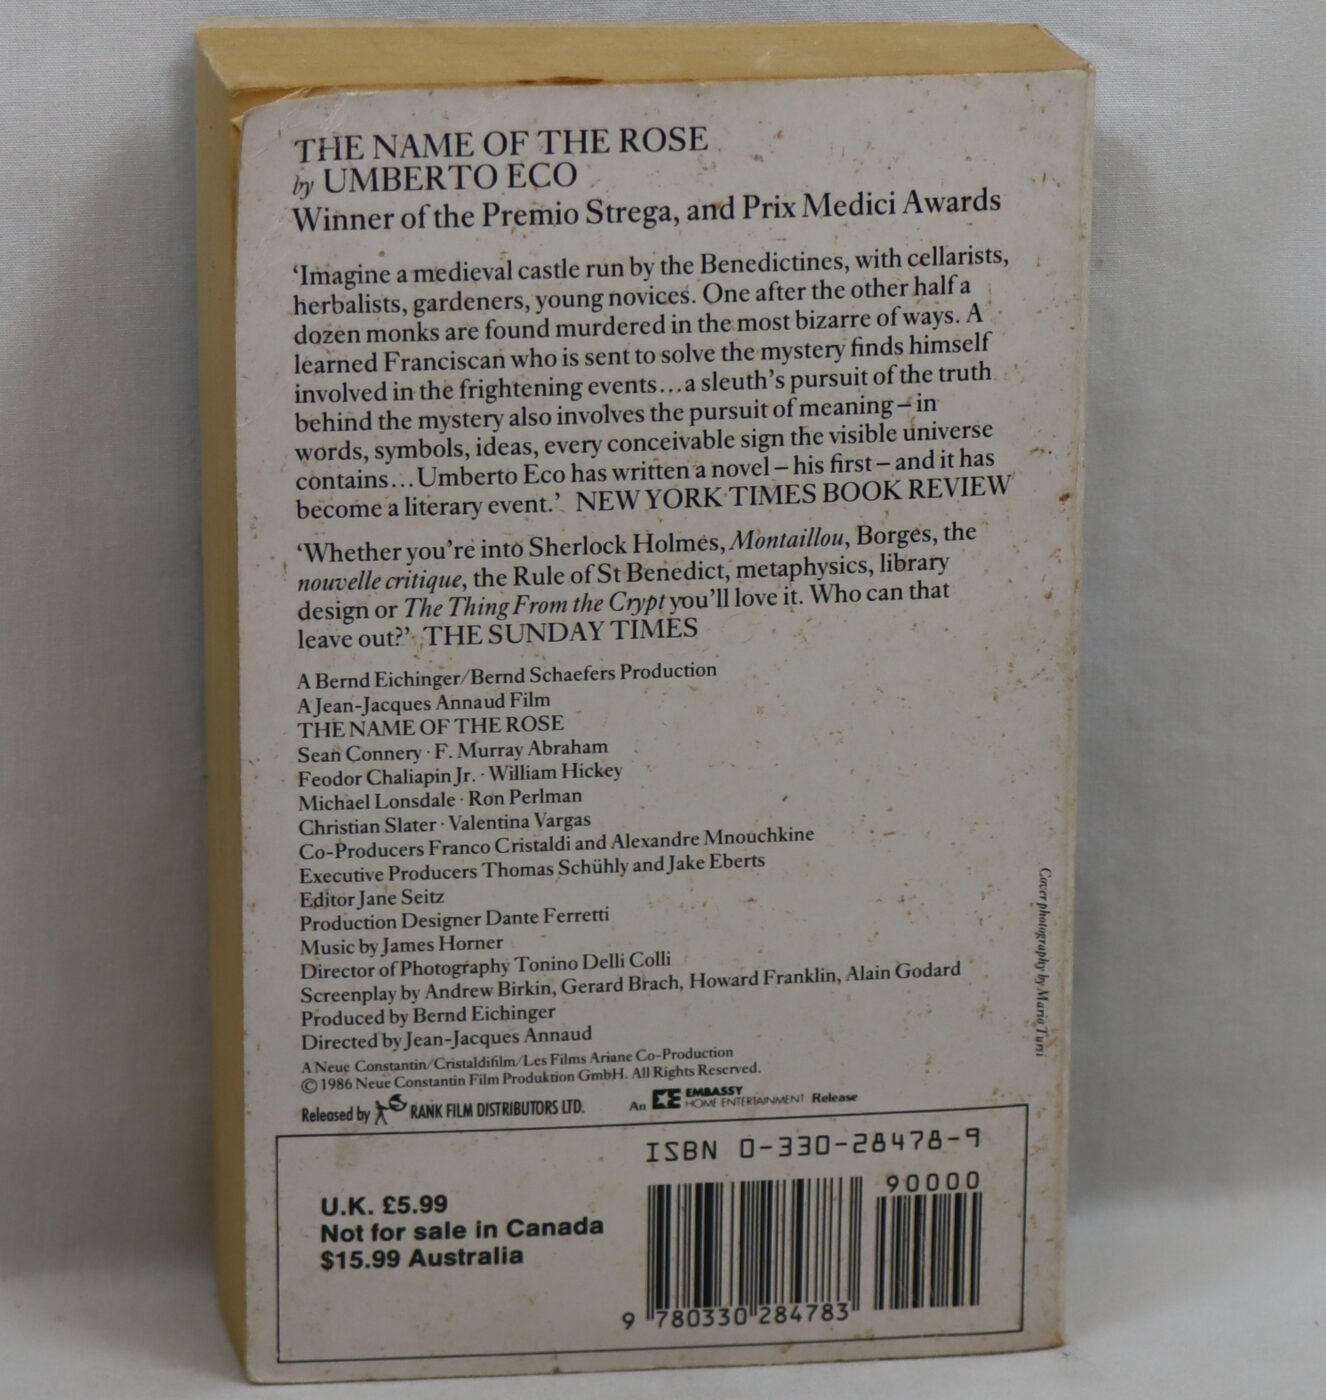 THE NAME OF THE ROSE
by UMBERTO ECO
Winner of the Premio Strega, and Prix Medici Awards
‘Imagine a medieval castle run by the Benedictines, with cellarists,
herbalists, gardeners, young novices. One after the other half a
dozen monks are found murdered in the most bizarre of ways. A
learned Franciscan who is sent to solve the mystery finds himself
involved in the frightening events...a sleuth’s pursuit of the truth
behind the mystery also involves the pursuit of meaning – in
words, symbols, ideas, every conceivable sign the visible universe
contains...Umberto Eco has written a novel – his first – and it has
become a literary event.’ NEW YORK TIMES BOOK REVIEW
‘Whether you’re into Sherlock Holmes, Montaillou, Borges, the
nouvelle critique, the Rule of St Benedict, metaphysics, library
design or The Thing From the Crypt you’ll love it. Who can that
leave out?’ THE SUNDAY TIMES
A Bernd Eichinger/Bernd Schaefers Production
A Jean-Jacques Annaud Film
THE NAME OF THE ROSE
Sean Connery · F. Murray Abraham
Feodor Chaliapin Jr. · William Hickey
Michael Lonsdale · Ron Perlman
Christian Slater · Valentina Vargas
Co-Producers Franco Cristaldi and Alexandre Mnouchkine
Executive Producers Thomas Schühly and Jake Eberts
Editor Jane Seitz
Production Designer Dante Ferretti
Music by James Horner
Director of Photography Tonino Delli Colli
Screenplay by Andrew Birkin, Gerard Brach, Howard Franklin, Alain Godard
Produced by Bernd Eichinger
Directed by Jean-Jacques Annaud
A Neue Constantin/Cristaldifilm/Les Films Ariane Co-Production
© 1986 Neue Constantin Film Produktion GmbH. All Rights Reserved.
Released by RANK FILM DISTRIBUTORS LTD. An EMBASSY HOME ENTERTAINMENT Release
Cover photography by Mario Tursi
ISBN 0-330-28478-9
90000
U.K. £5.99
Not for sale in Canada
$15.99 Australia
9 780330 284783